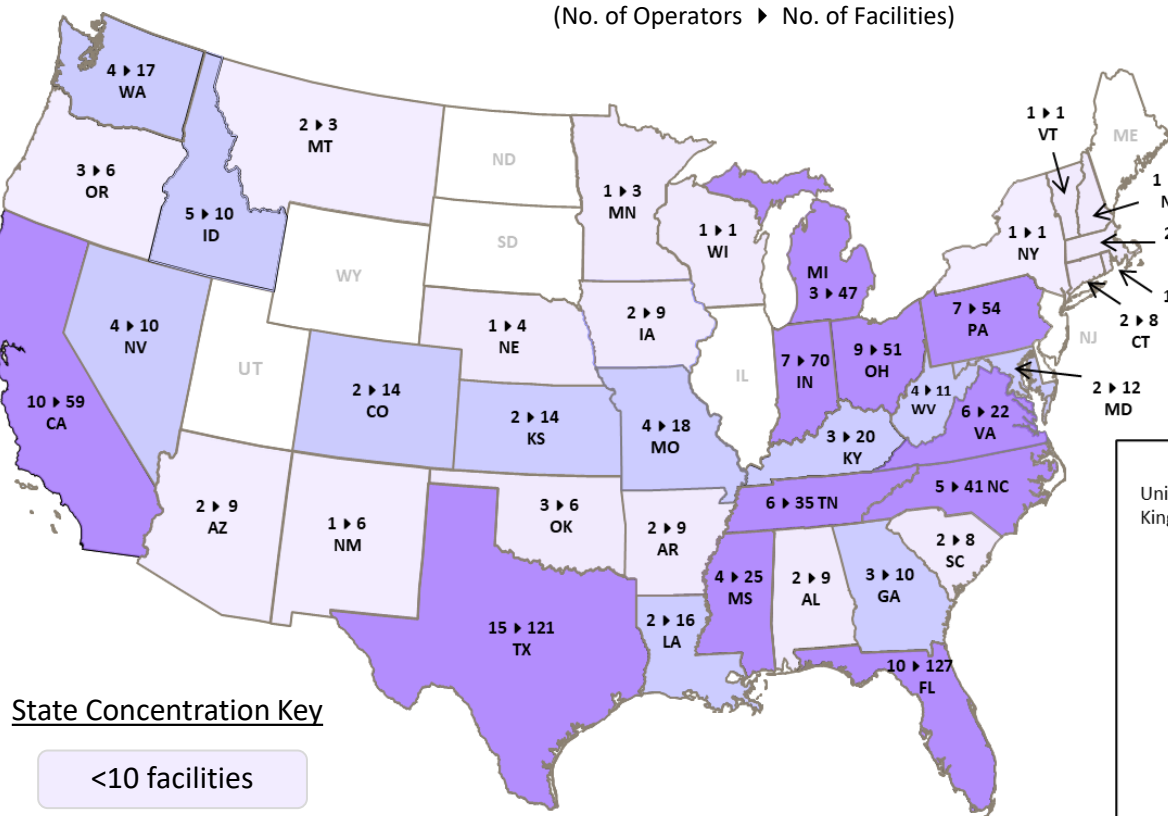 (No. of Operators ▶ No. of Facilities)
4 ▶ 17
WA
2 ▶ 3
MT
ND
1 ▶ 3
MN
1 ▶ 1
VT
ME
3 ▶ 6
OR
5 ▶ 10
ID
SD
WY
1 ▶ 1
WI
1 ▶ 1
NY
1
N
2
1
MI
3 ▶ 47
4 ▶ 10
NV
UT
1 ▶ 4
NE
2 ▶ 9
IA
IL
7 ▶ 70
IN
9 ▶ 51
OH
7 ▶ 54
PA
NJ
2 ▶ 8
CT
10 ▶ 59
CA
2 ▶ 14
CO
2 ▶ 14
KS
4 ▶ 18
MO
3 ▶ 20
KY
4 ▶ 11
WV
6 ▶ 22
VA
2 ▶ 12
MD
2 ▶ 9
AZ
1 ▶ 6
NM
3 ▶ 6
OK
2 ▶ 9
AR
6 ▶ 35 TN
5 ▶ 41 NC
2 ▶ 8
SC
4 ▶ 25
MS
2 ▶ 9
AL
3 ▶ 10
GA
15 ▶ 121
TX
2 ▶ 16
LA
10 ▶ 127
FL
Uni
King
State Concentration Key
<10 facilities